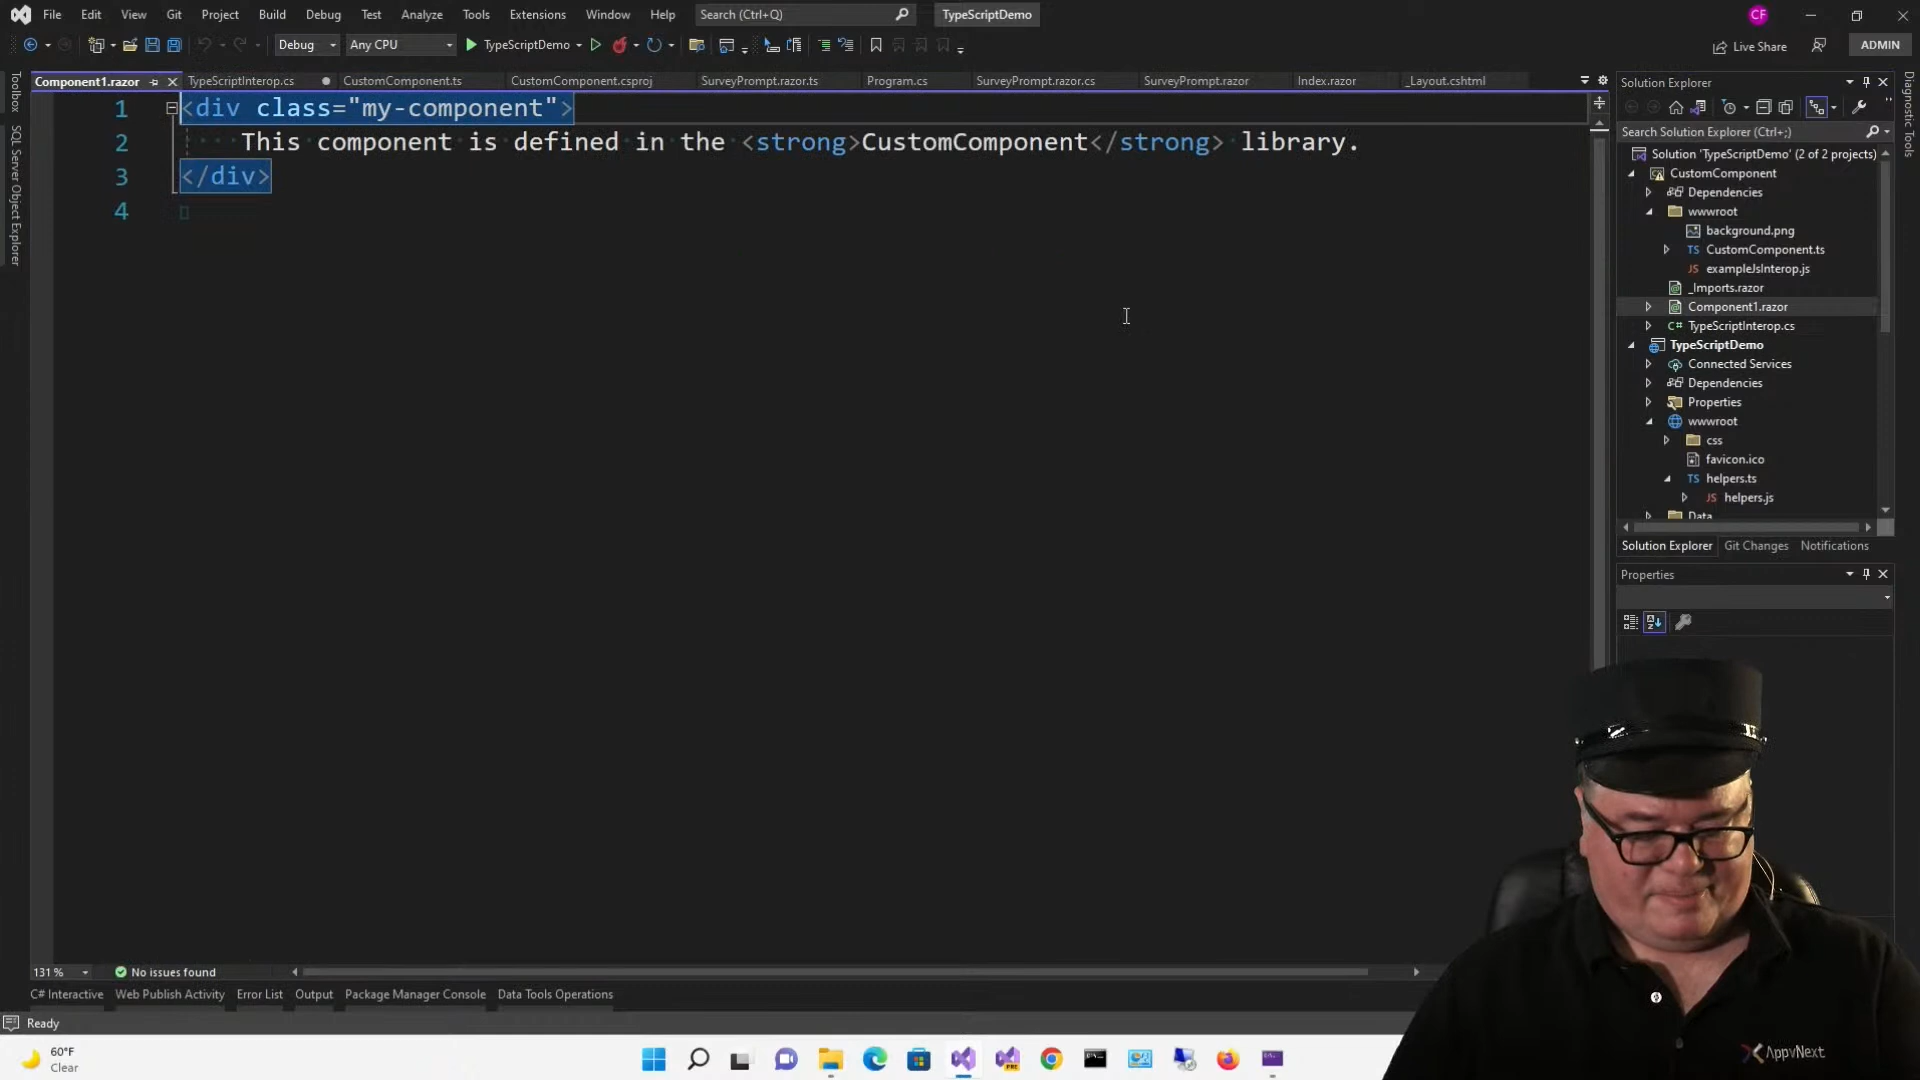 File Edit View Git Project Build Debug Test Analyze Tools Extensions Window Help Search (Ctrl+Q) TypeScriptDemo CF
Debug Any CPU TypeScriptDemo Live Share ADMIN
Component1.razor TypeScriptInterop.cs CustomComponent.ts CustomComponent.csproj SurveyPrompt.razor.ts Program.cs SurveyPrompt.razor.cs SurveyPrompt.razor Index.razor _Layout.cshtml
Toolbox
SQL Server Object Explorer
1 <div class="my-component">
2 This component is defined in the <strong>CustomComponent</strong> library.
3 </div>
4
Solution Explorer
Search Solution Explorer (Ctrl+;)
Solution 'TypeScriptDemo' (2 of 2 projects)
CustomComponent
Dependencies
wwwroot
background.png
TS CustomComponent.ts
JS exampleJsInterop.js
_Imports.razor
Component1.razor
C# TypeScriptInterop.cs
TypeScriptDemo
Connected Services
Dependencies
Properties
wwwroot
css
favicon.ico
TS helpers.ts
JS helpers.js
Data
Solution Explorer Git Changes Notifications
Properties
Diagnostic Tools
131 % No issues found
C# Interactive Web Publish Activity Error List Output Package Manager Console Data Tools Operations
Ready
60°F
Clear
PRE
AppvNext